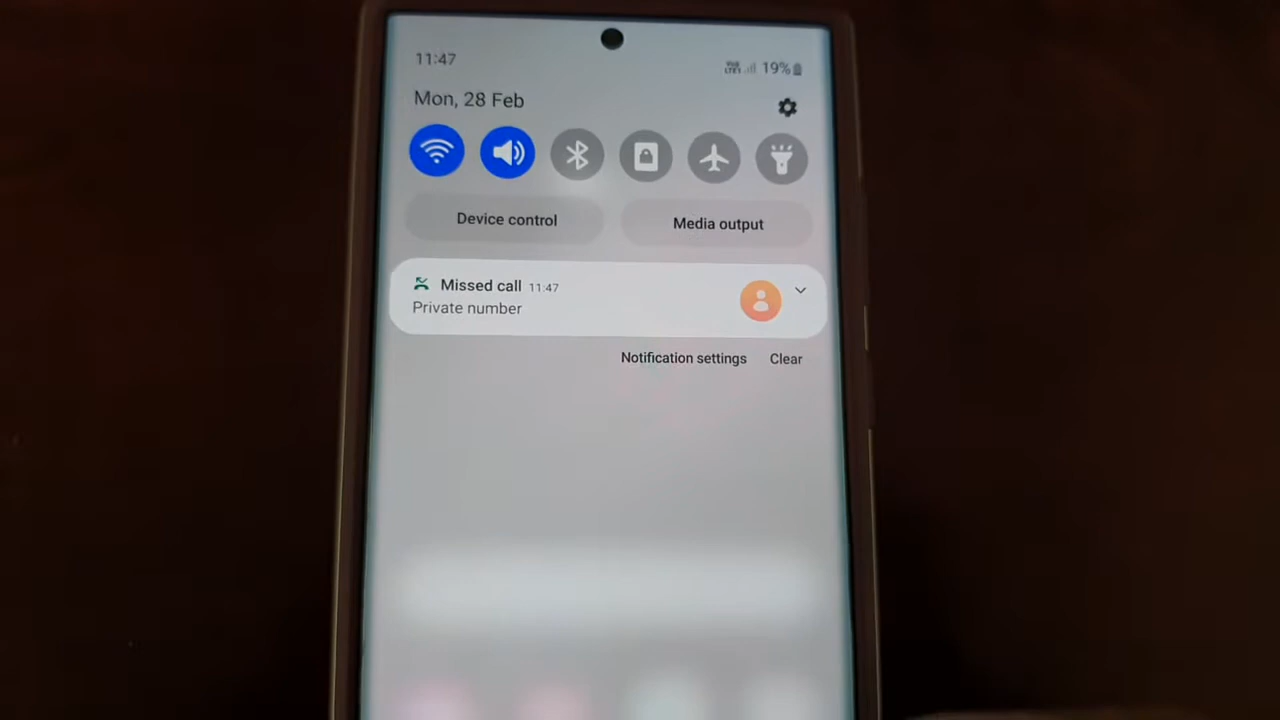 11:47
19%
Mon, 28 Feb
Device control
Media output
Missed call 11:47
Private number
Notification settings
Clear